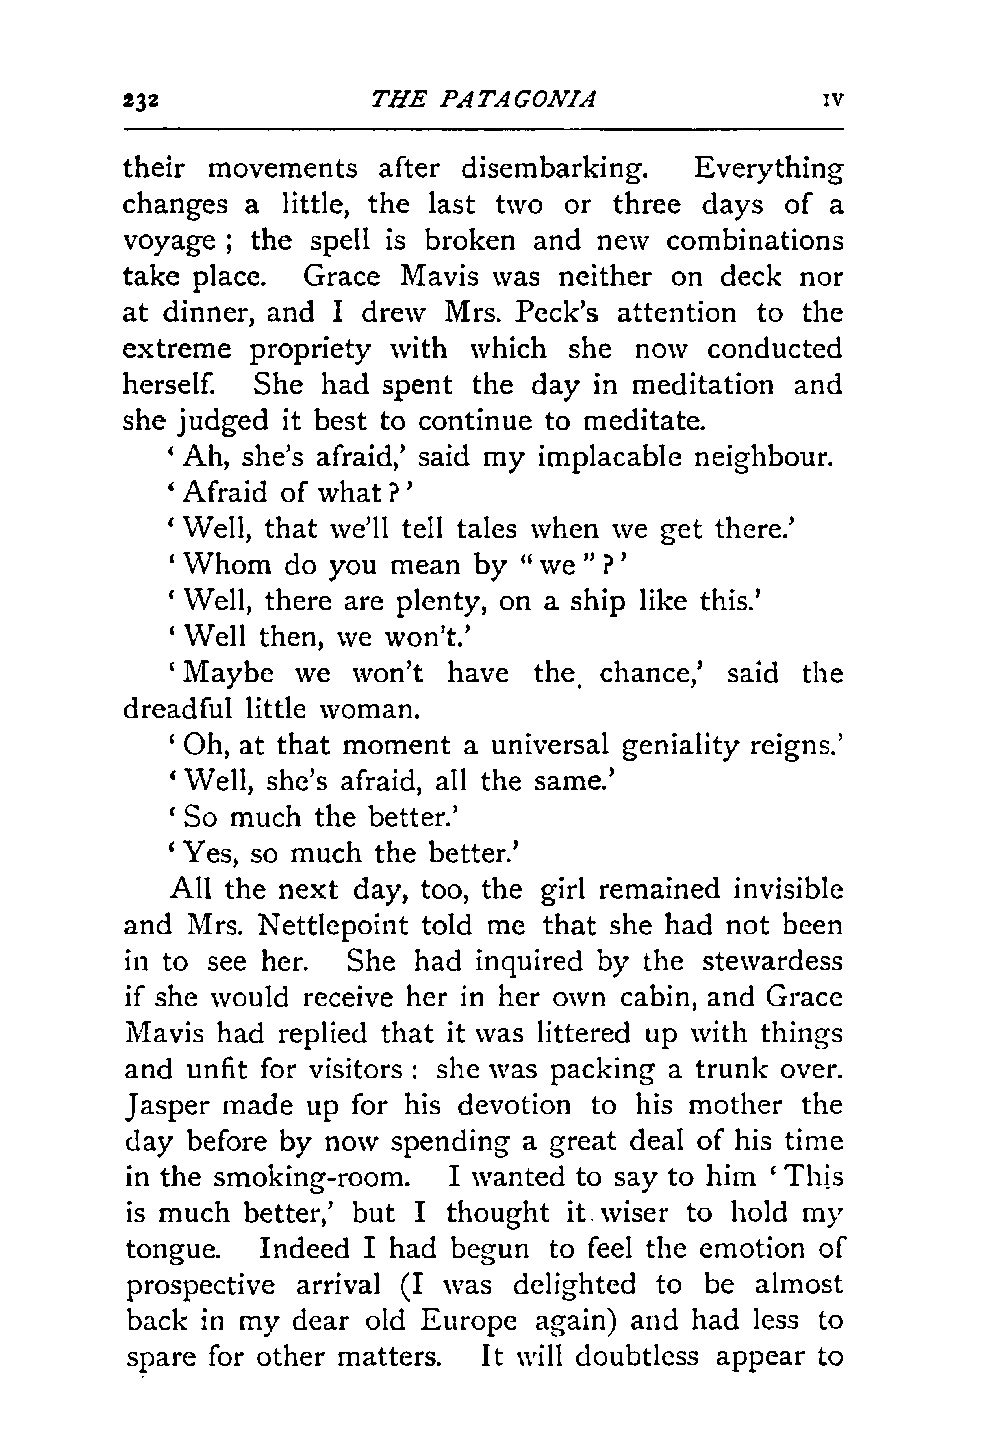 232 THE PATAGONIA IV
their movements after disembarking. Everything
changes a little, the last two or three days of a
voyage ; the spell is broken and new combinations
take place. Grace Mavis was neither on deck nor
at dinner, and I drew Mrs. Peck's attention to the
extreme propriety with which she now conducted
herself. She had spent the day in meditation and
she judged it best to continue to meditate.
‘ Ah, she's afraid,’ said my implacable neighbour.
‘ Afraid of what ? ’
‘ Well, that we'll tell tales when we get there.’
‘ Whom do you mean by “ we ” ? ’
‘ Well, there are plenty, on a ship like this.’
‘ Well then, we won't.’
‘ Maybe we won't have the chance,’ said the
dreadful little woman.
‘ Oh, at that moment a universal geniality reigns.’
‘ Well, she's afraid, all the same.’
‘ So much the better.’
‘ Yes, so much the better.’
All the next day, too, the girl remained invisible
and Mrs. Nettlepoint told me that she had not been
in to see her. She had inquired by the stewardess
if she would receive her in her own cabin, and Grace
Mavis had replied that it was littered up with things
and unfit for visitors : she was packing a trunk over.
Jasper made up for his devotion to his mother the
day before by now spending a great deal of his time
in the smoking-room. I wanted to say to him ‘ This
is much better,’ but I thought it wiser to hold my
tongue. Indeed I had begun to feel the emotion of
prospective arrival (I was delighted to be almost
back in my dear old Europe again) and had less to
spare for other matters. It will doubtless appear to